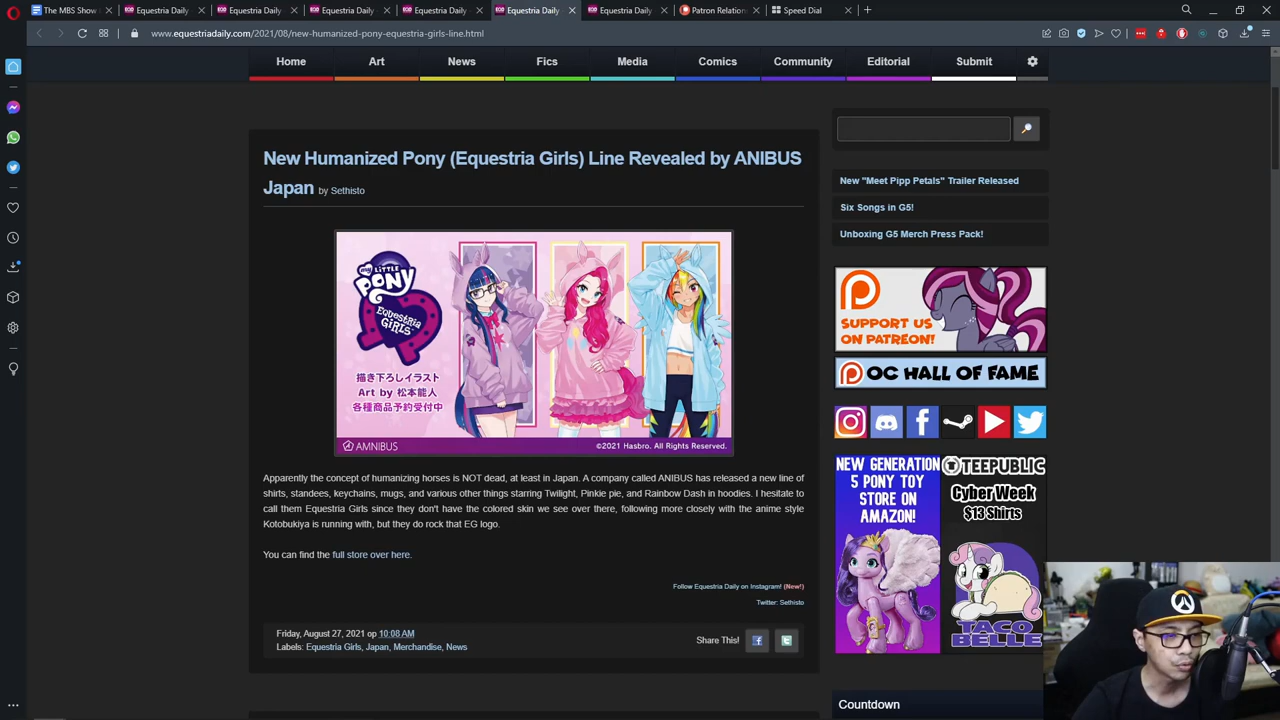 The MBS Show
Equestria Daily
Equestria Daily
Equestria Daily
Equestria Daily
Equestria Daily
Equestria Daily
Patron Relation
Speed Dial
www.equestriadaily.com/2021/08/new-humanized-pony-equestria-girls-line.html
Home
Art
News
Fics
Media
Comics
Community
Editorial
Submit
New Humanized Pony (Equestria Girls) Line Revealed by ANIBUS
Japan by Sethisto
MY LITTLE
PONY
EQUESTRIA
GIRLS
描き下ろしイラスト
Art by 松本能人
各種商品予約受付中
AMNIBUS
©2021 Hasbro. All Rights Reserved.
Apparently the concept of humanizing horses is NOT dead, at least in Japan. A company called ANIBUS has released a new line of
shirts, standees, keychains, mugs, and various other things starring Twilight, Pinkie pie, and Rainbow Dash in hoodies. I hesitate to
call them Equestria Girls since they don't have the colored skin we see over there, following more closely with the anime style
Kotobukiya is running with, but they do rock that EG logo.
You can find the full store over here.
Follow Equestria Daily on Instagram! (New!)
Twitter: Sethisto
Friday, August 27, 2021 op 10:08 AM
Labels: Equestria Girls, Japan, Merchandise, News
Share This!
New "Meet Pipp Petals" Trailer Released
Six Songs in G5!
Unboxing G5 Merch Press Pack!
SUPPORT US
ON PATREON!
OC HALL OF FAME
NEW GENERATION
5 PONY TOY
STORE ON
AMAZON!
TEEPUBLIC
Cyber Week
$13 Shirts
TACO
BELLE
Countdown